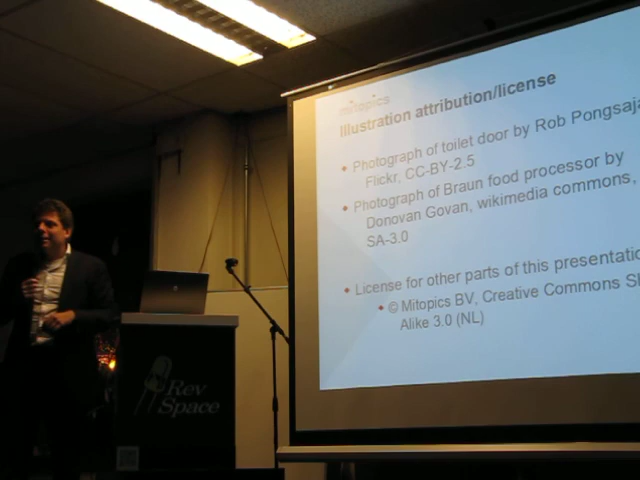 mitopics
Illustration attribution/license
• Photograph of toilet door by Rob
Flickr, CC-BY-2.5
• Photograph of Braun food processor by
Donovan Govan, wikimedia commons,
SA-3.0
• License for other parts of this
• © Mitopics BV, Creative Commons
Alike 3.0 (NL)
Rev
Space